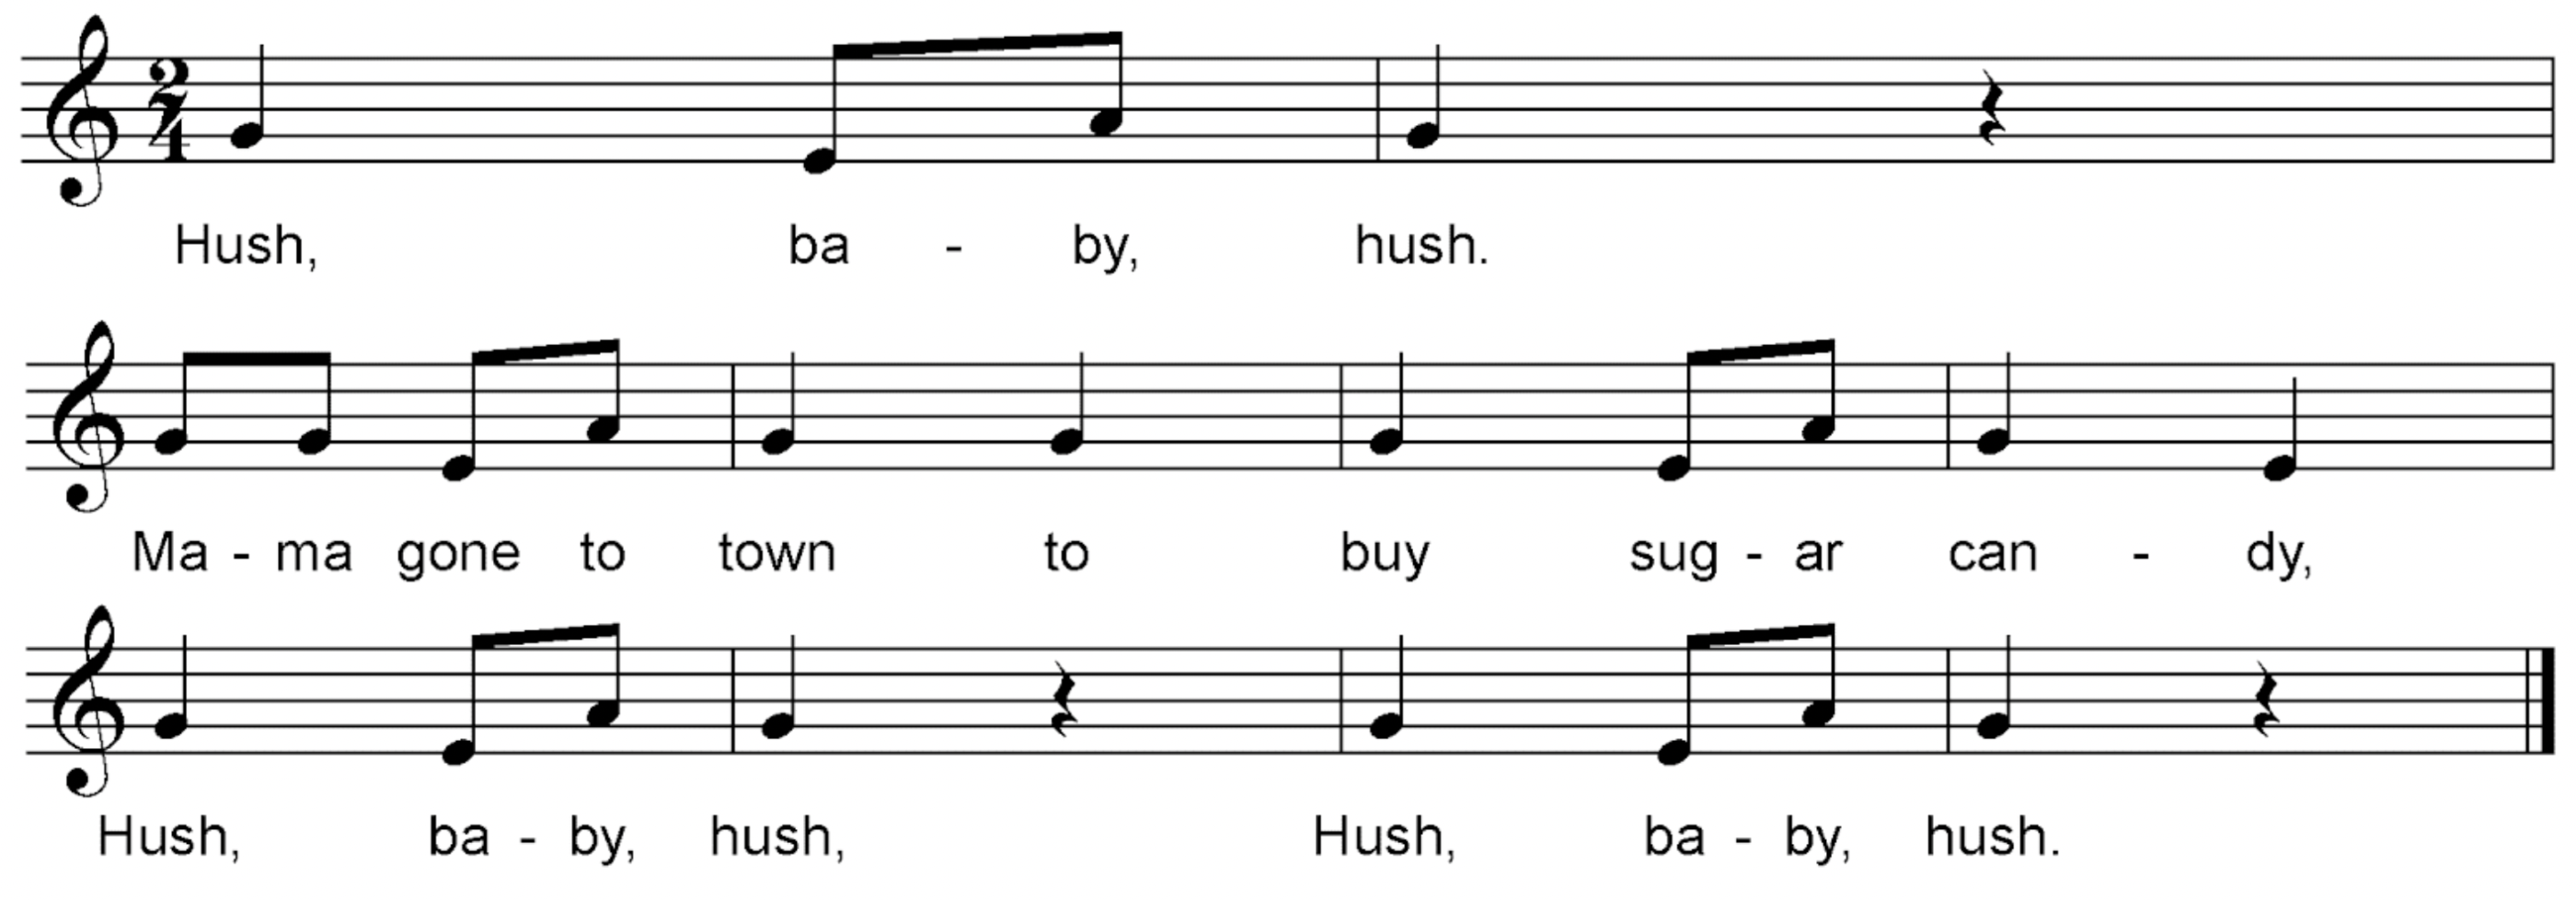 2
4
Hush, ba - by, hush.
Ma - ma gone to town to buy sug - ar can - dy,
Hush, ba - by, hush, Hush, ba - by, hush.